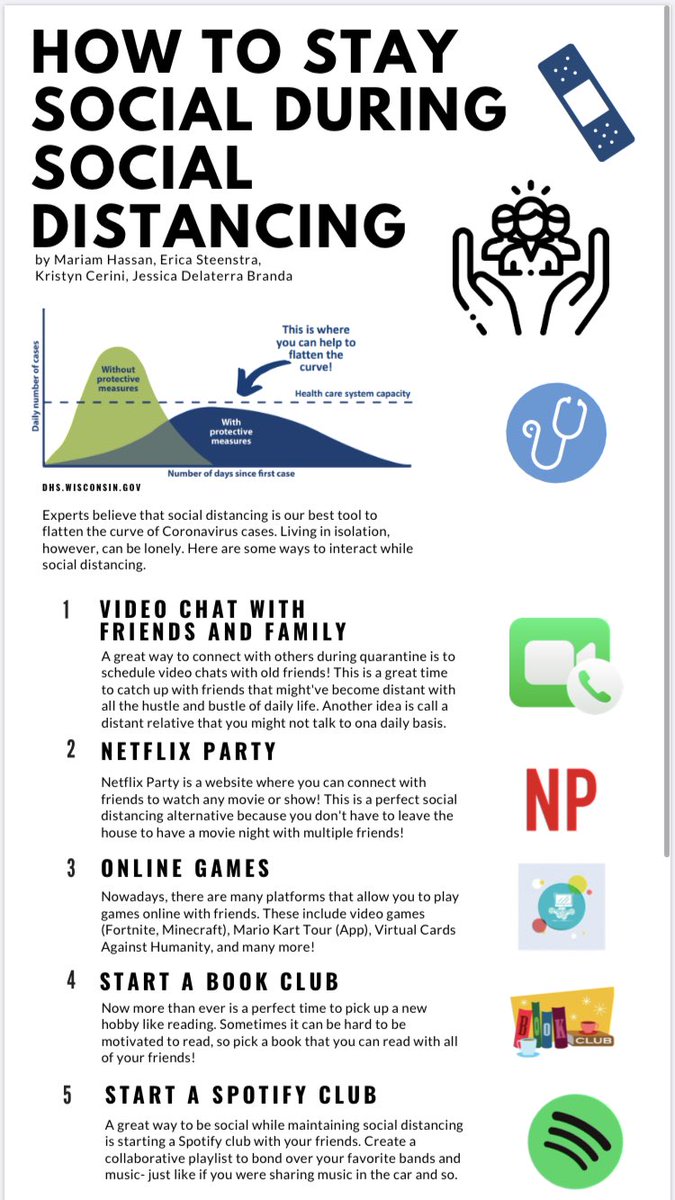 HOW TO STAY
SOCIAL DURING
SOCIAL
DISTANCING
by Mariam Hassan, Erica Steenstra,
Kristyn Cerini, Jessica Delaterra Branda
This is where
you can help to
flatten the
curve!
Without
protective
measures
Health care system capacity
With
protective
measures
Daily number of cases
Number of days since first case
DHS.WISCONSIN.GOV
Experts believe that social distancing is our best tool to
flatten the curve of Coronavirus cases. Living in isolation,
however, can be lonely. Here are some ways to interact while
social distancing.
1 VIDEO CHAT WITH
FRIENDS AND FAMILY
A great way to connect with others during quarantine is to
schedule video chats with old friends! This is a great time
to catch up with friends that might've become distant with
all the hustle and bustle of daily life. Another idea is call a
distant relative that you might not talk to ona daily basis.
2 NETFLIX PARTY
Netflix Party is a website where you can connect with
friends to watch any movie or show! This is a perfect social
distancing alternative because you don't have to leave the
house to have a movie night with multiple friends!
NP
3 ONLINE GAMES
Nowadays, there are many platforms that allow you to play
games online with friends. These include video games
(Fortnite, Minecraft), Mario Kart Tour (App), Virtual Cards
Against Humanity, and many more!
4 START A BOOK CLUB
Now more than ever is a perfect time to pick up a new
hobby like reading. Sometimes it can be hard to be
motivated to read, so pick a book that you can read with all
of your friends!
BOOK
CLUB
5 START A SPOTIFY CLUB
A great way to be social while maintaining social distancing
is starting a Spotify club with your friends. Create a
collaborative playlist to bond over your favorite bands and
music- just like if you were sharing music in the car and so.